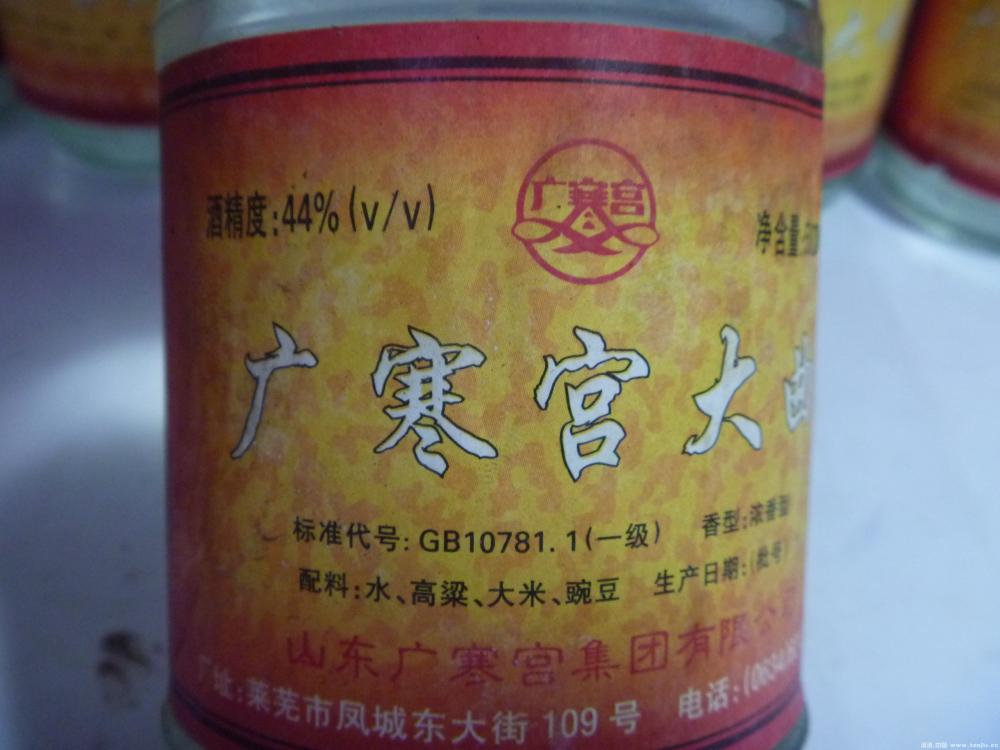 广寒宫
酒精度:44%(v/v)
净含量
广寒宫大曲
标准代号:GB10781.1(一级) 香型:浓香型
配料:水、高粱、大米、豌豆 生产日期:(批号)
山东广寒宫集团有限公
厂址:莱芜市凤城东大街109号 电话:(0634)